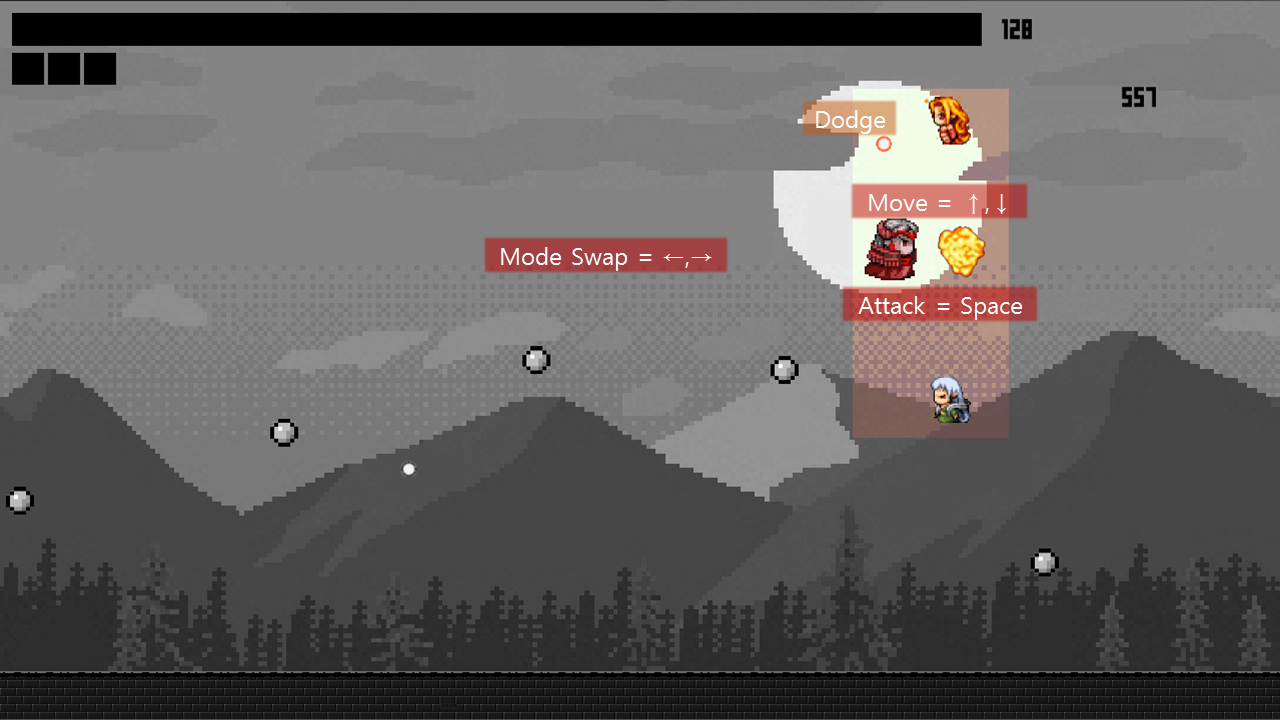 128
557
Dodge
Move = ↑,↓
Mode Swap = ←,→
Attack = Space